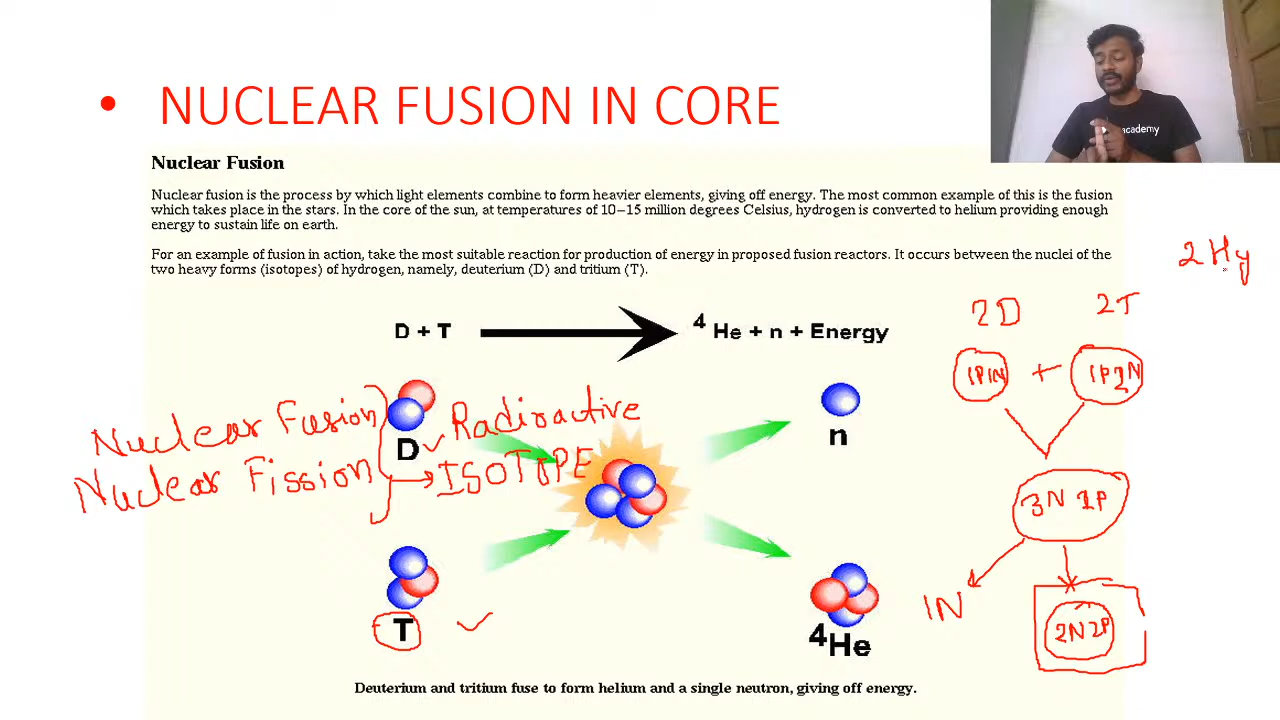 • NUCLEAR FUSION IN CORE
academy
Nuclear Fusion
Nuclear fusion is the process by which light elements combine to form heavier elements, giving off energy. The most common example of this is the fusion
which takes place in the stars. In the core of the sun, at temperatures of 10–15 million degrees Celsius, hydrogen is converted to helium providing enough
energy to sustain life on earth.
For an example of fusion in action, take the most suitable reaction for production of energy in proposed fusion reactors. It occurs between the nuclei of the
two heavy forms (isotopes) of hydrogen, namely, deuterium (D) and tritium (T).
2 Hy
2D 2T
D + T ⁴He + n + Energy
1P1N + 1P2N
Nuclear Fusion
D
Radioactive
n
Nuclear Fission
ISOTOPE
3N 2P
T
1N
2N 2P
⁴He
Deuterium and tritium fuse to form helium and a single neutron, giving off energy.